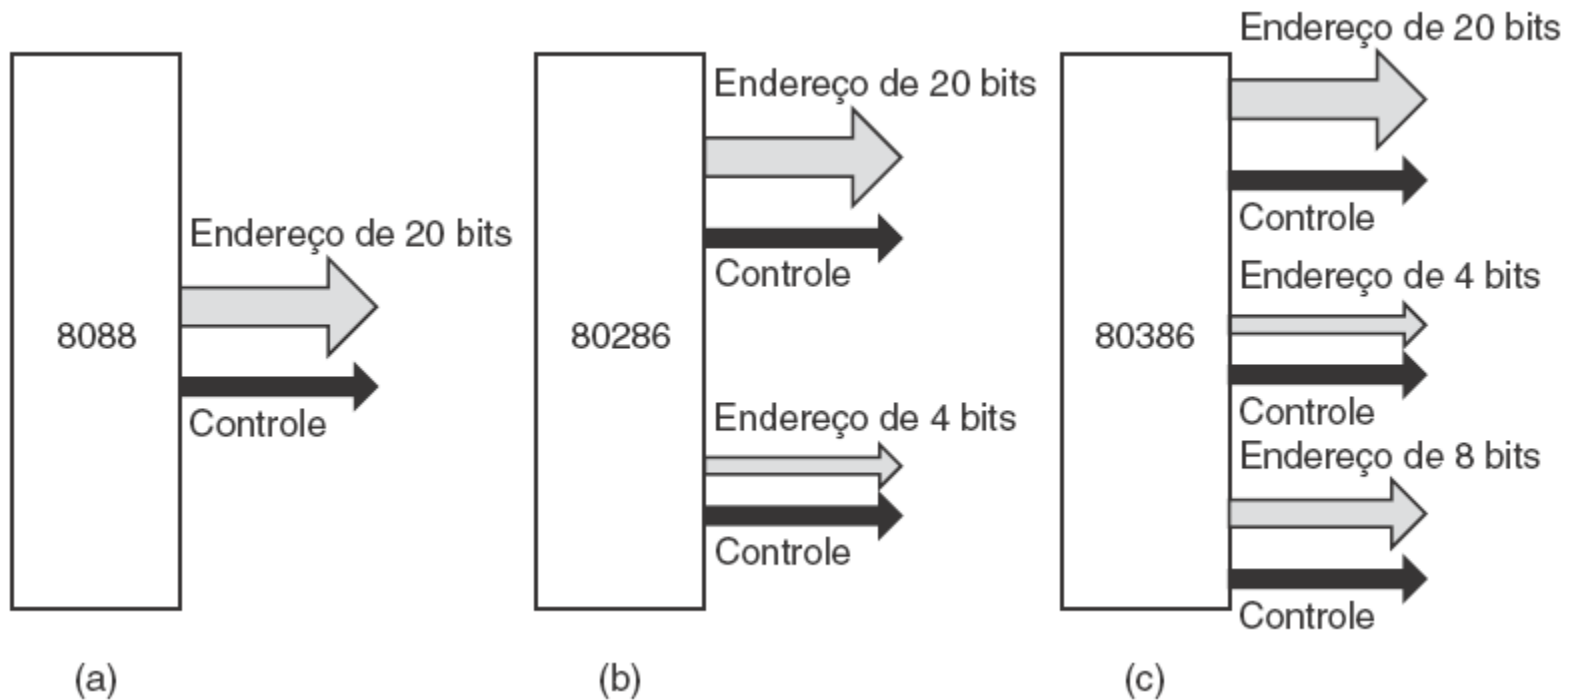 8088
Endereço de 20 bits
Controle
(a)
80286
Endereço de 20 bits
Controle
Endereço de 4 bits
Controle
(b)
80386
Endereço de 20 bits
Controle
Endereço de 4 bits
Controle
Endereço de 8 bits
Controle
(c)